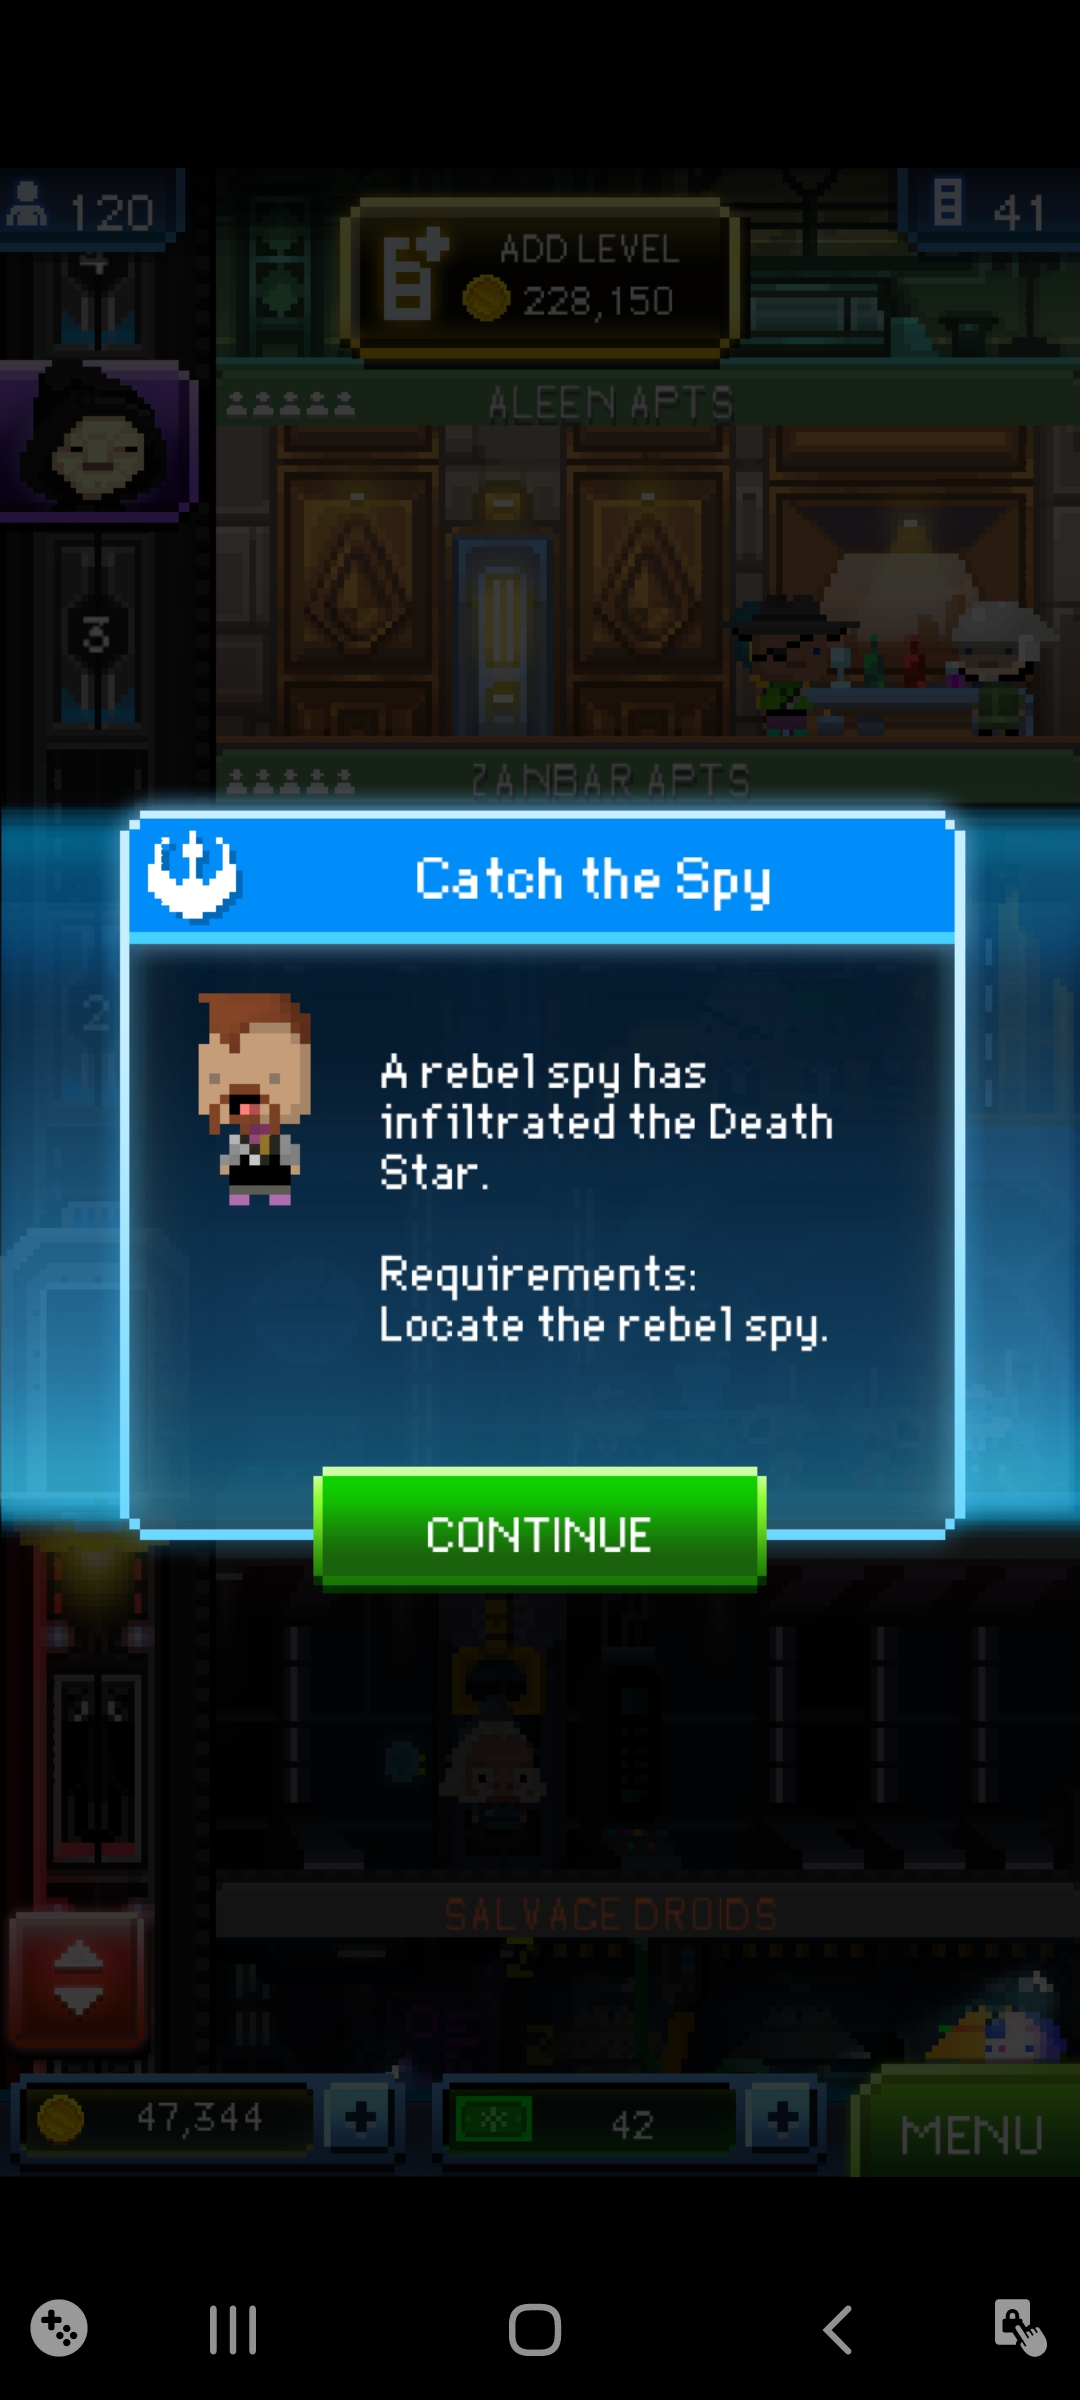 120
41
ADD LEVEL
228,150
4
ALEEN APTS
3
ZANBAR APTS
Catch the Spy
2
A rebel spy has
infiltrated the Death
Star.
Requirements:
Locate the rebel spy.
CONTINUE
SALVAGE DROIDS
47,344
42
MENU